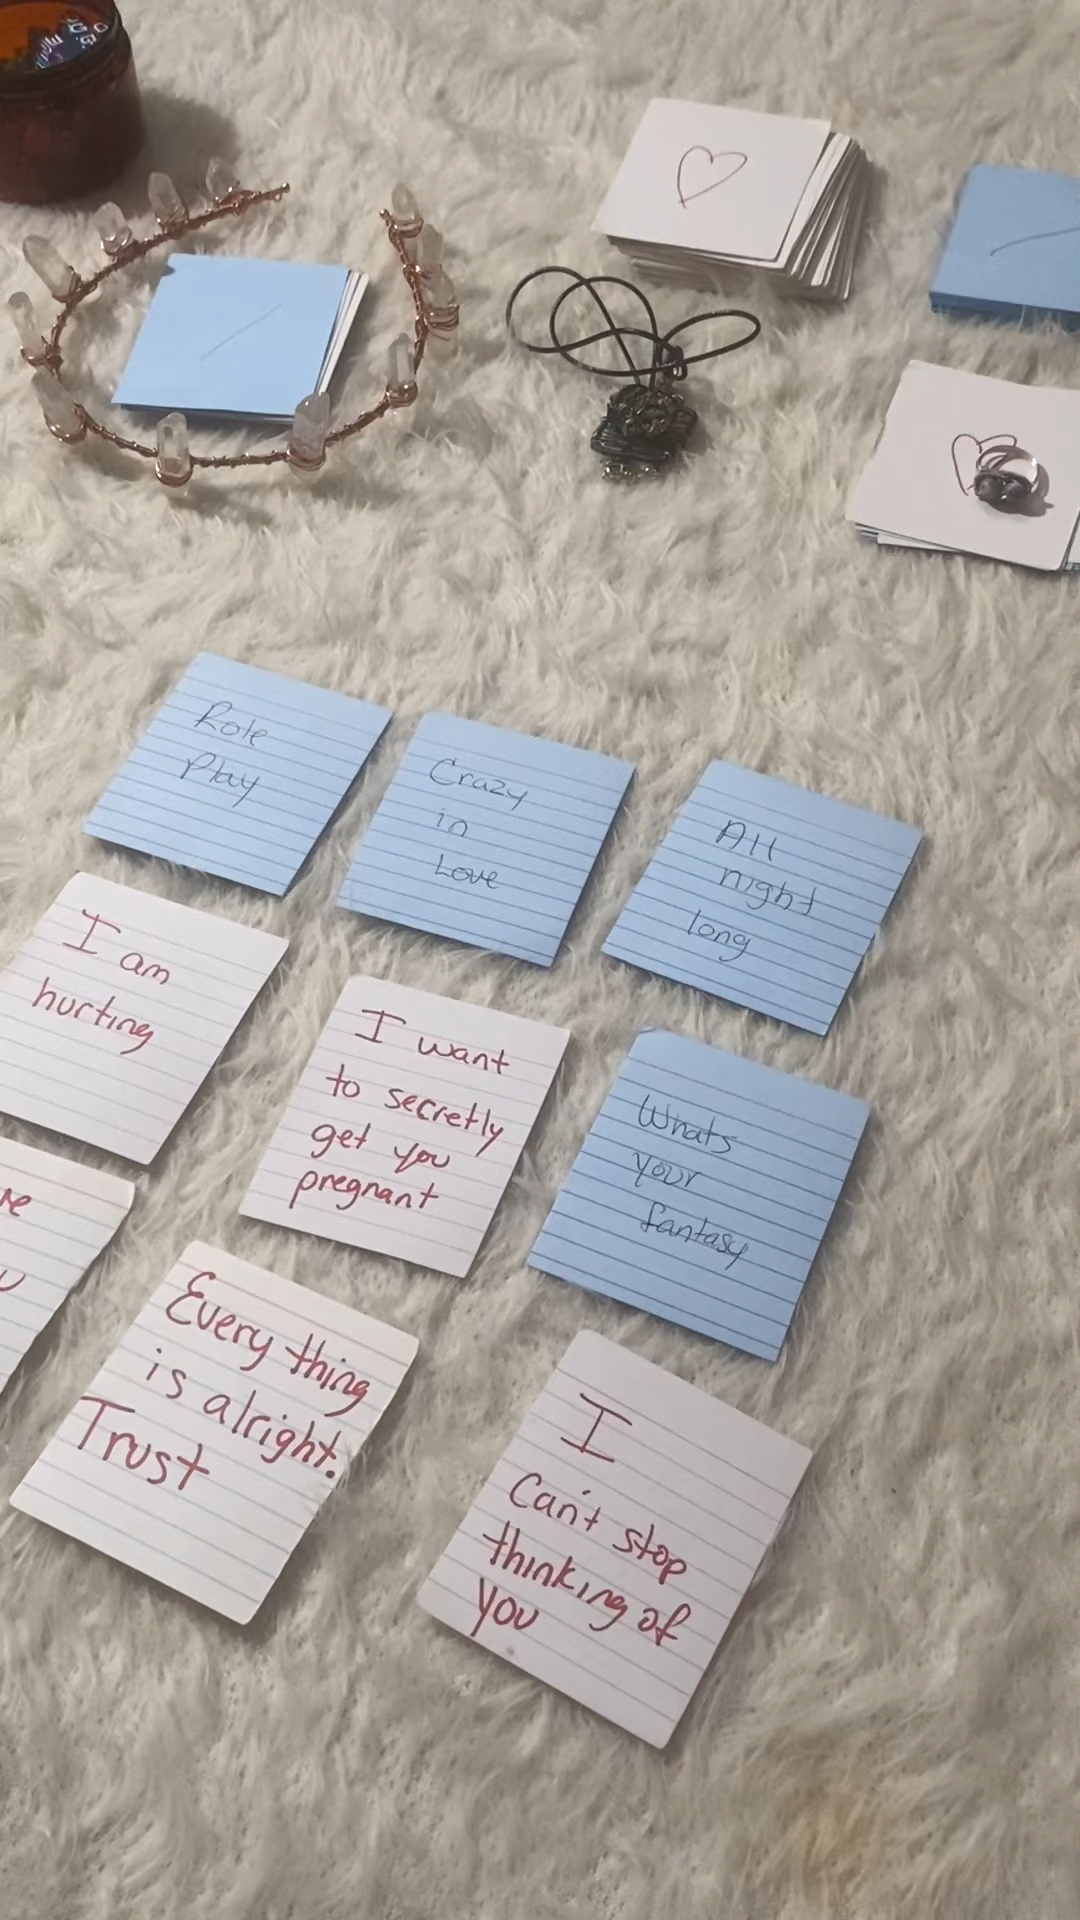 Role
Play
Crazy
in
Love
All
night
long
I am
hurting
I want
to secretly
get you
pregnant
Whats
your
fantasy
Every thing
is alright.
Trust
I
Can't stop
thinking of
you